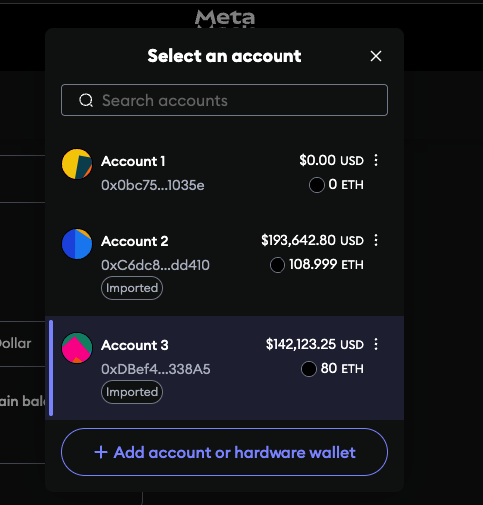 Meta
Select an account
Search accounts
Account 1
$0.00 USD
0x0bc75...1035e
0 ETH
Account 2
$193,642.80 USD
0xC6dc8...dd410
108.999 ETH
Imported
Account 3
$142,123.25 USD
0xDBef4...338A5
80 ETH
Imported
Dollar
ain bal
+ Add account or hardware wallet